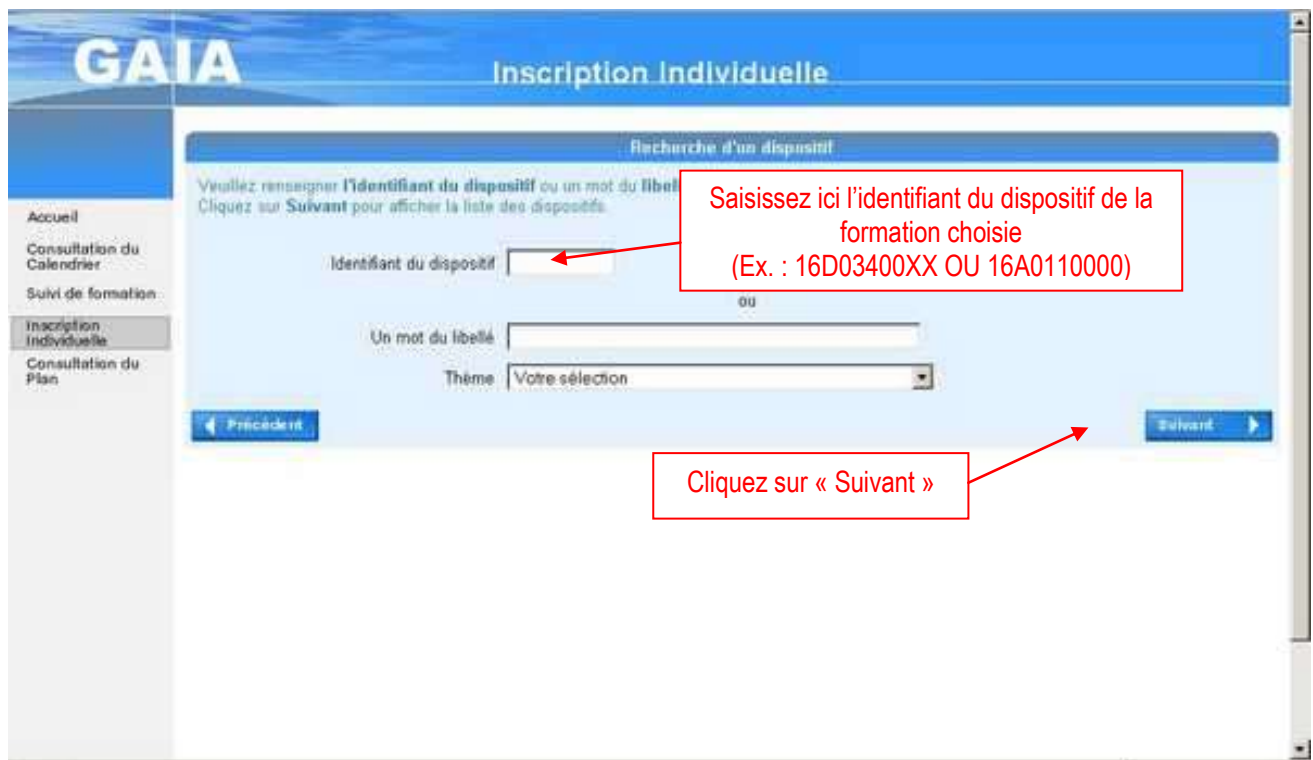 GAIA
Inscription Individuelle
Recherche d'un dispositif
Veuillez renseigner l'identifiant du dispositif ou un mot du
Cliquez sur Suivant pour afficher la liste des dispositifs.
Saisissez ici l'identifiant du dispositif de la
formation choisie
(Ex. : 16D03400XX OU 16A0110000)
Accueil
Consultation du
Calendrier
Suivi de formation
Inscription
Individuelle
Consultation du
Plan
Identifiant du dispositif
ou
Un mot du libellé
Thème Votre sélection
Précédent
Suivant
Cliquez sur « Suivant »